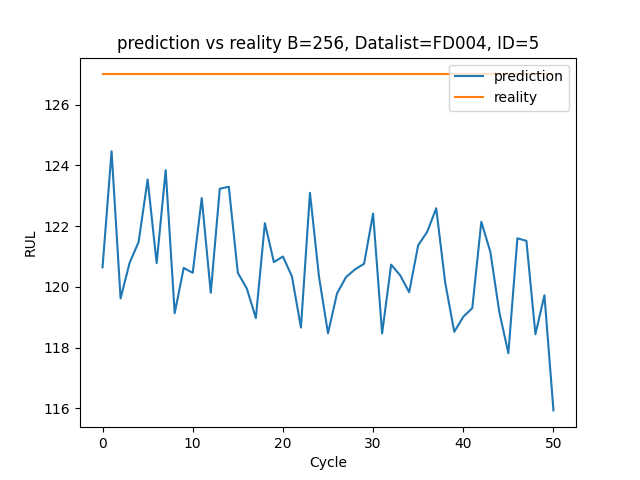 prediction vs reality B=256, Datalist=FD004, ID=5
prediction
reality
126
124
122
120
118
116
RUL
0 10 20 30 40 50
Cycle